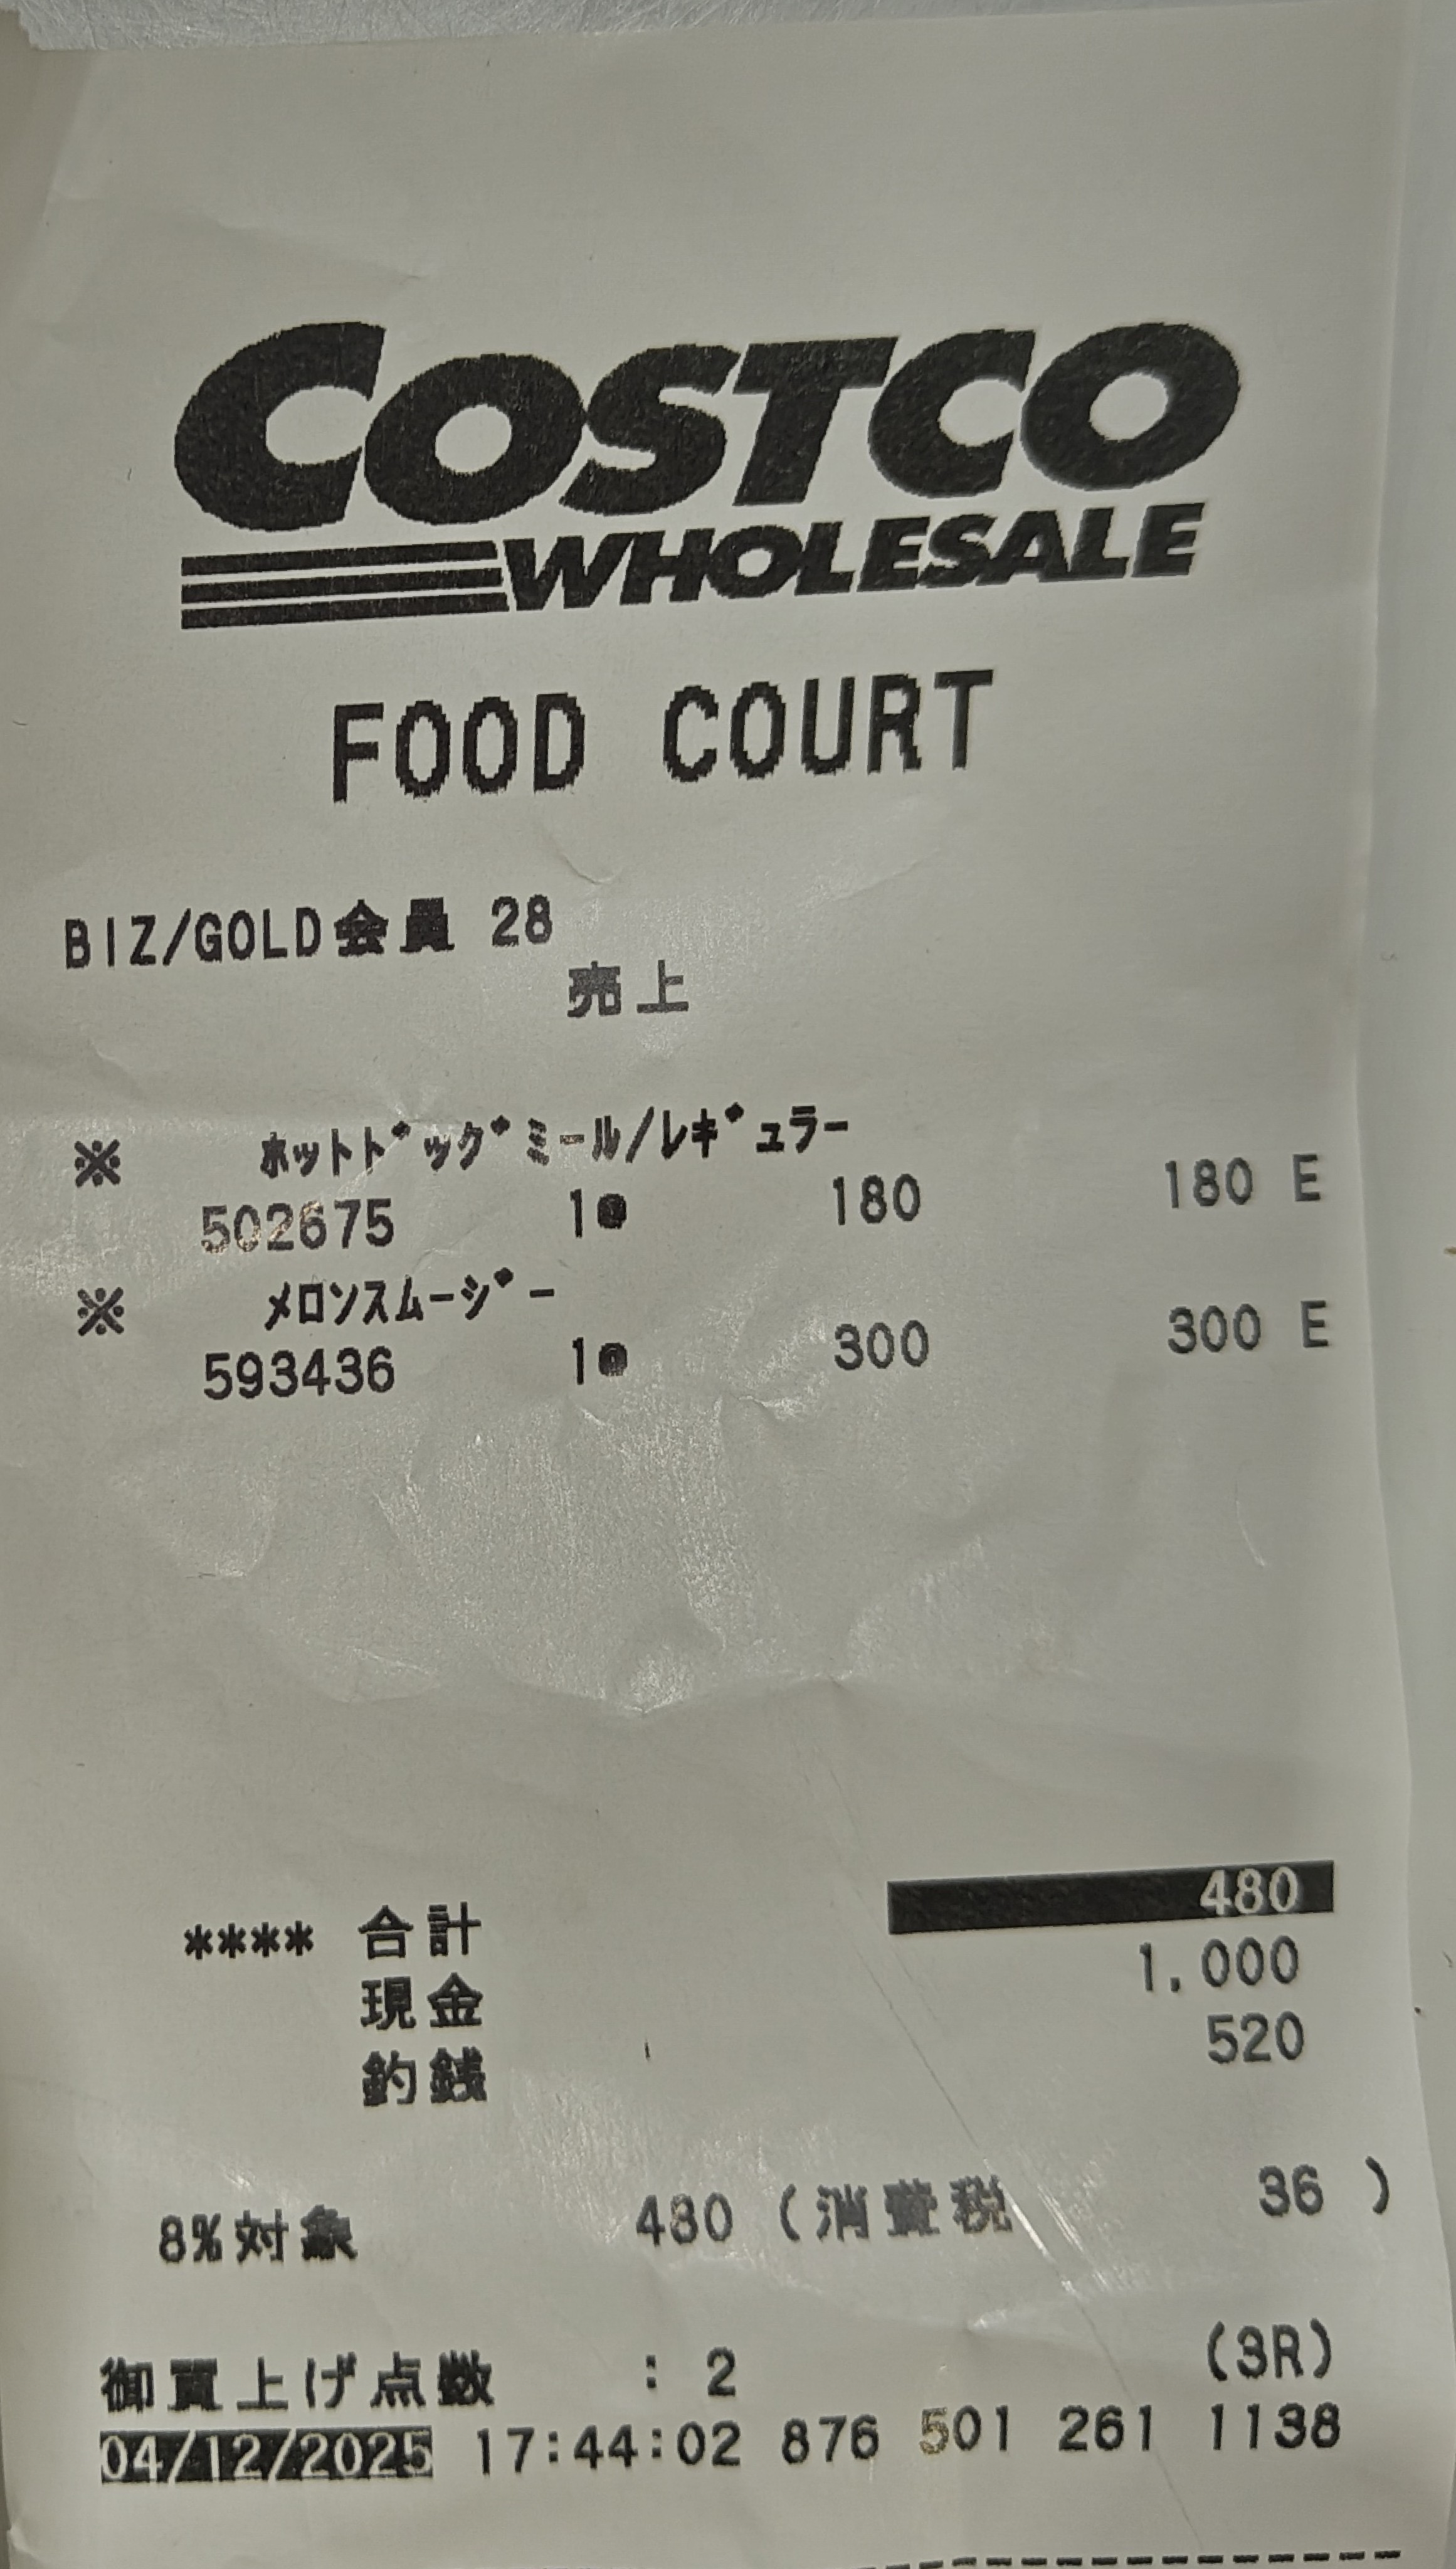 COSTCO
WHOLESALE
FOOD COURT
BIZ/GOLD会員 28
売上
※ ﾎｯﾄﾄﾞｯｸﾞﾐｰﾙ/ﾚｷﾞｭﾗｰ
502675 1@ 180 180 E
※ ﾒﾛﾝｽﾑｰｼﾞｰ
593436 1@ 300 300 E
**** 合計 480
現金 1,000
釣銭 520
8%対象 480 (消費税 36 )
御買上げ点数 : 2 (3R)
04/12/2025 17:44:02 876 501 261 1138